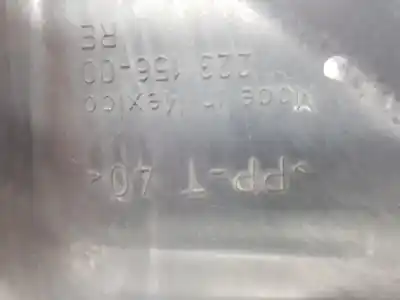 >PP-T 40<
Made in Mexico
223 156-00
RE